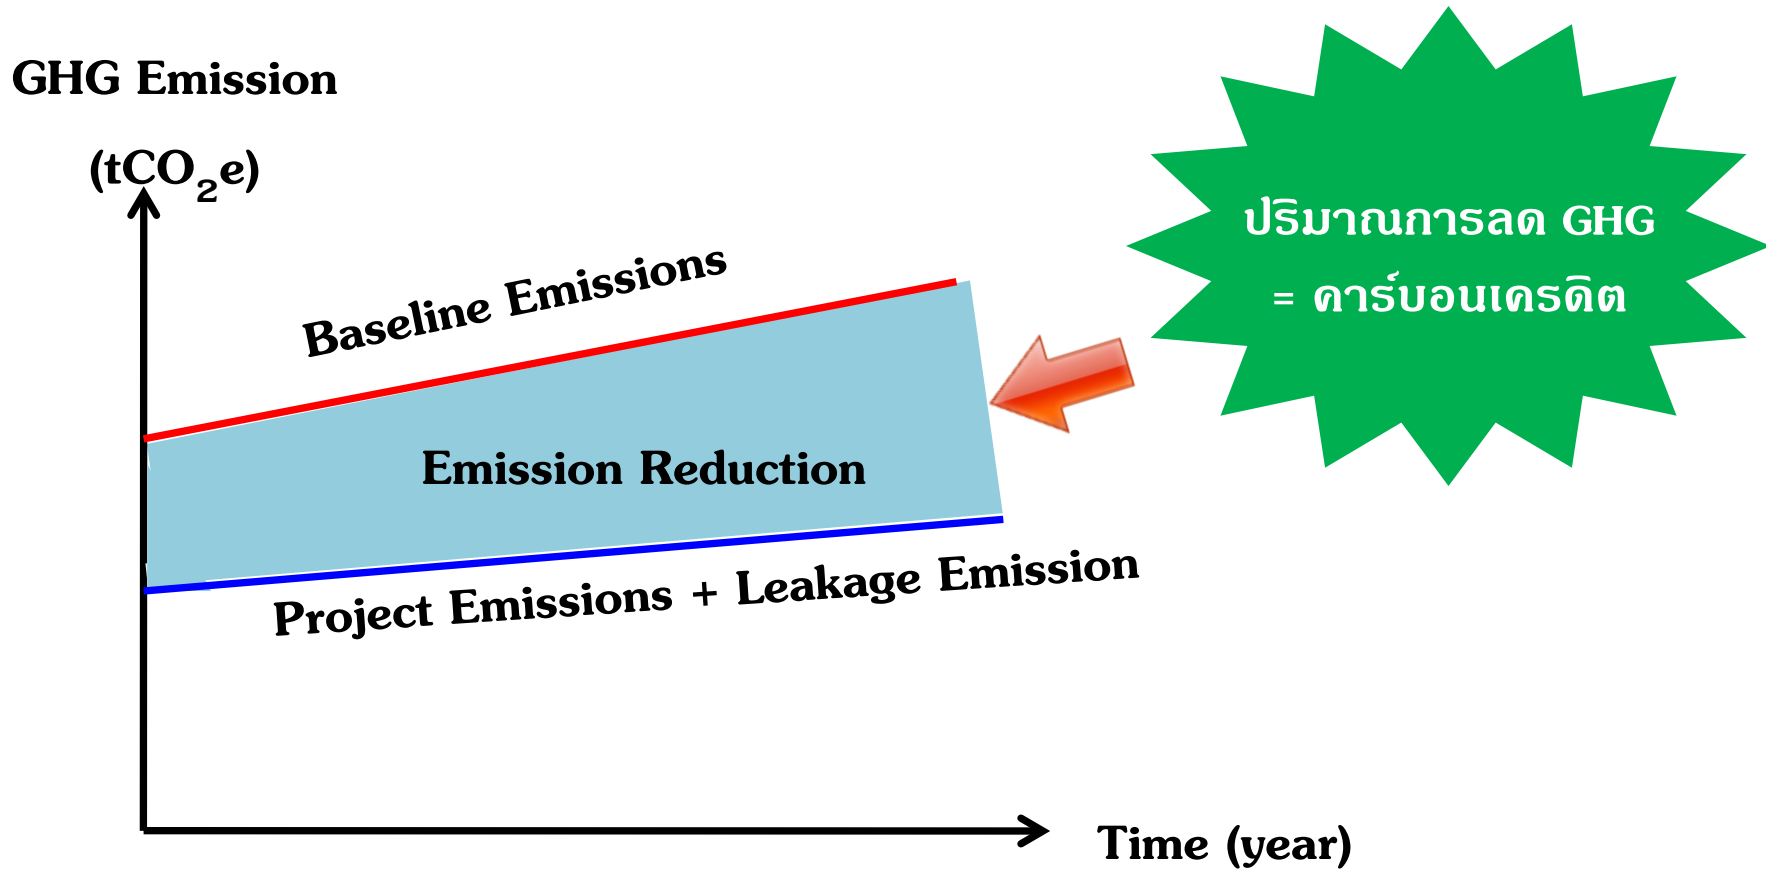 GHG Emission
(tCO₂e)
ปริมาณการลด GHG
= คาร์บอนเครดิต
Baseline Emissions
Emission Reduction
Project Emissions + Leakage Emission
Time (year)